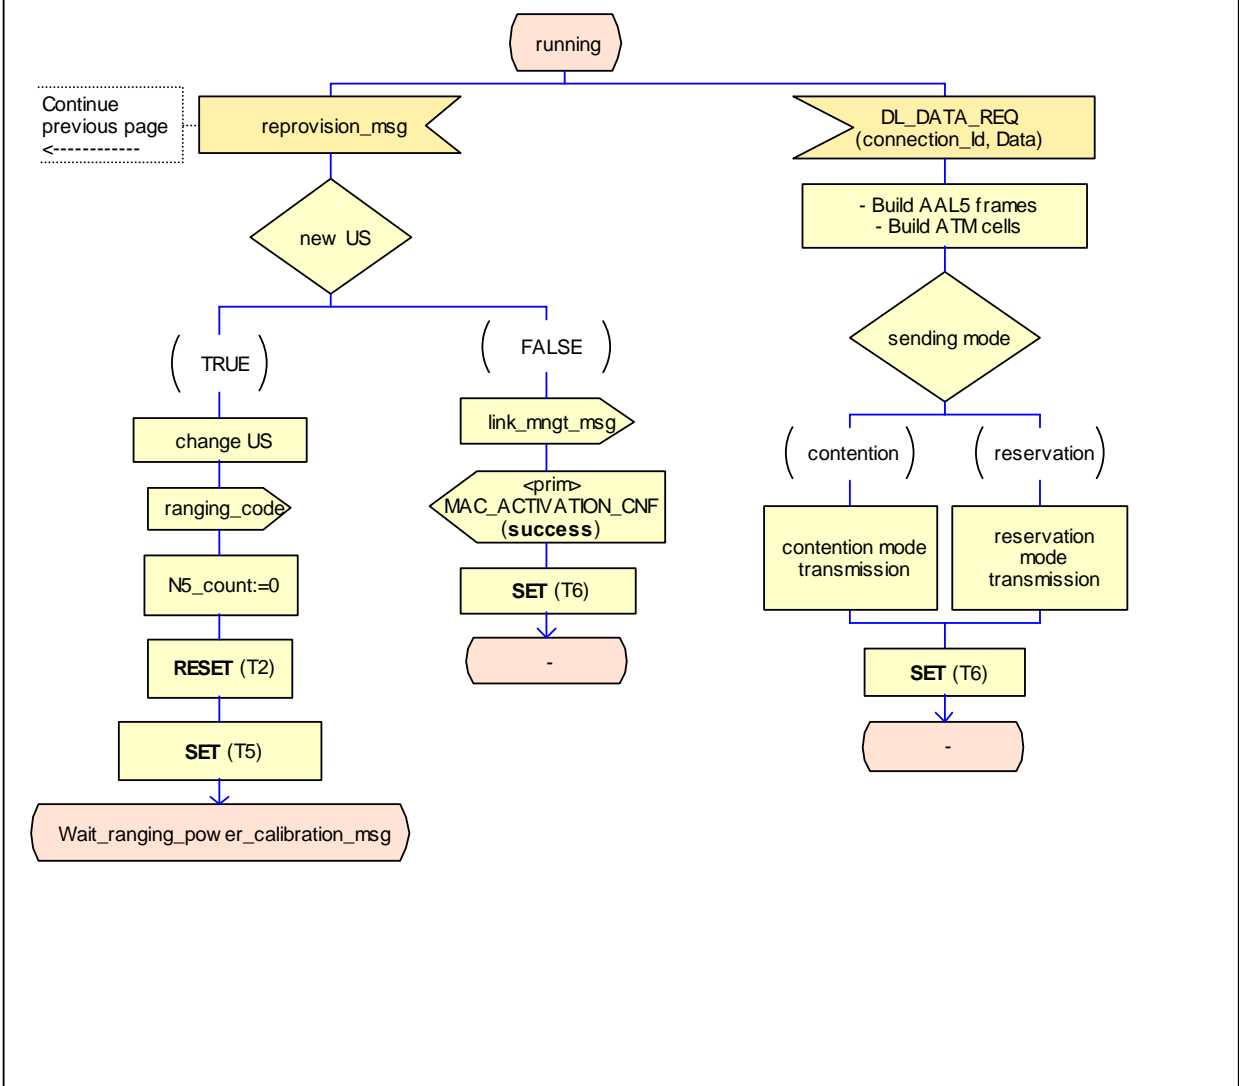 running
Continue
previous page
<------------
reprovision_msg
DL_DATA_REQ
(connection_Id, Data)
- Build AAL5 frames
- Build ATM cells
new US
sending mode
( TRUE )
( FALSE )
change US
link_mngt_msg
( contention )
( reservation )
ranging_code
<prim>
MAC_ACTIVATION_CNF
(success)
contention mode
transmission
reservation
mode
transmission
N5_count:=0
SET (T6)
RESET (T2)
-
SET (T6)
SET (T5)
-
Wait_ranging_power_calibration_msg